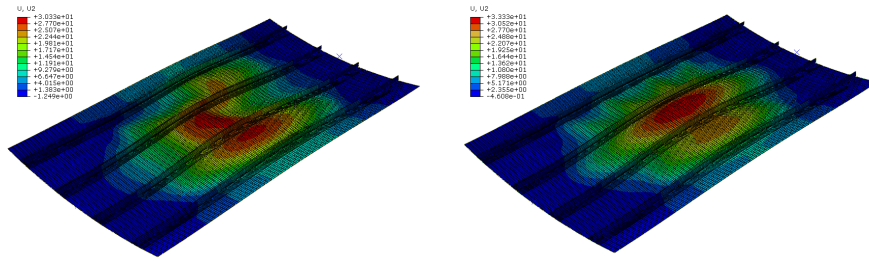 U, U2
+3.033e+01
+2.770e+01
+2.507e+01
+2.244e+01
+1.981e+01
+1.717e+01
+1.454e+01
+1.191e+01
+9.279e+00
+6.647e+00
+4.015e+00
+1.383e+00
-1.249e+00
U, U2
+3.333e+01
+3.052e+01
+2.770e+01
+2.488e+01
+2.207e+01
+1.925e+01
+1.644e+01
+1.362e+01
+1.080e+01
+7.988e+00
+5.171e+00
+2.355e+00
-4.608e-01